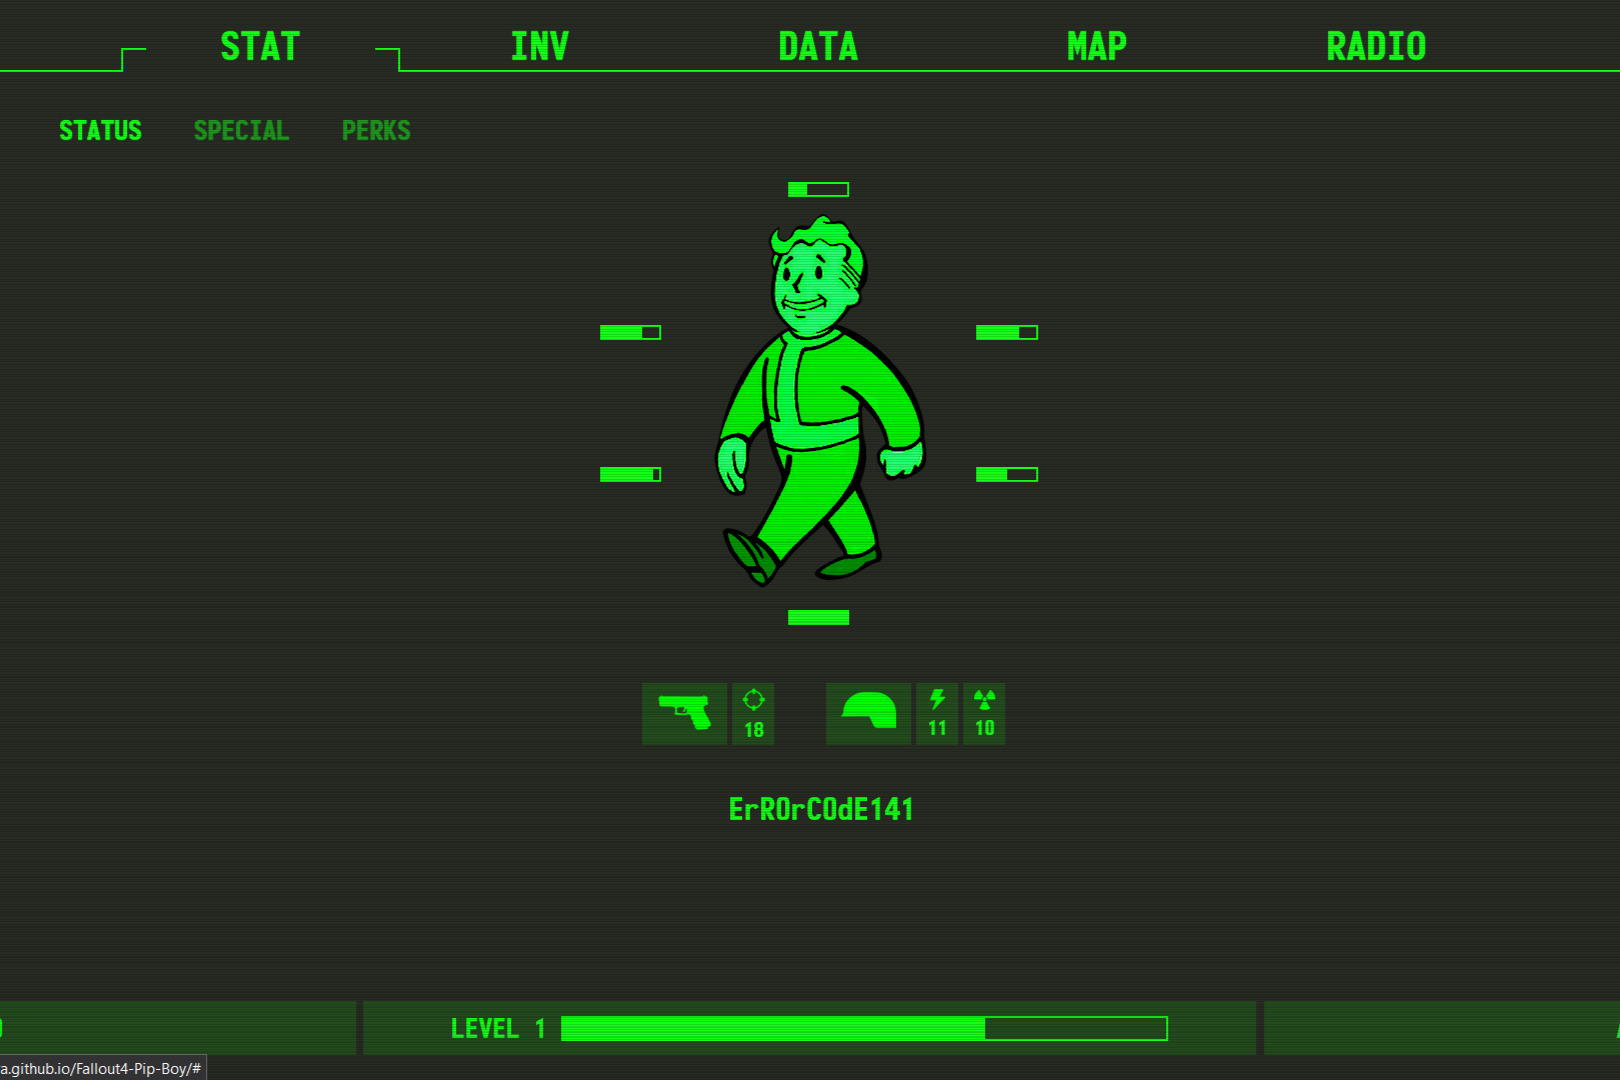 STAT INV DATA MAP RADIO
STATUS SPECIAL PERKS
18 11 10
ErR0rC0dE141
LEVEL 1
a.github.io/Fallout4-Pip-Boy/#